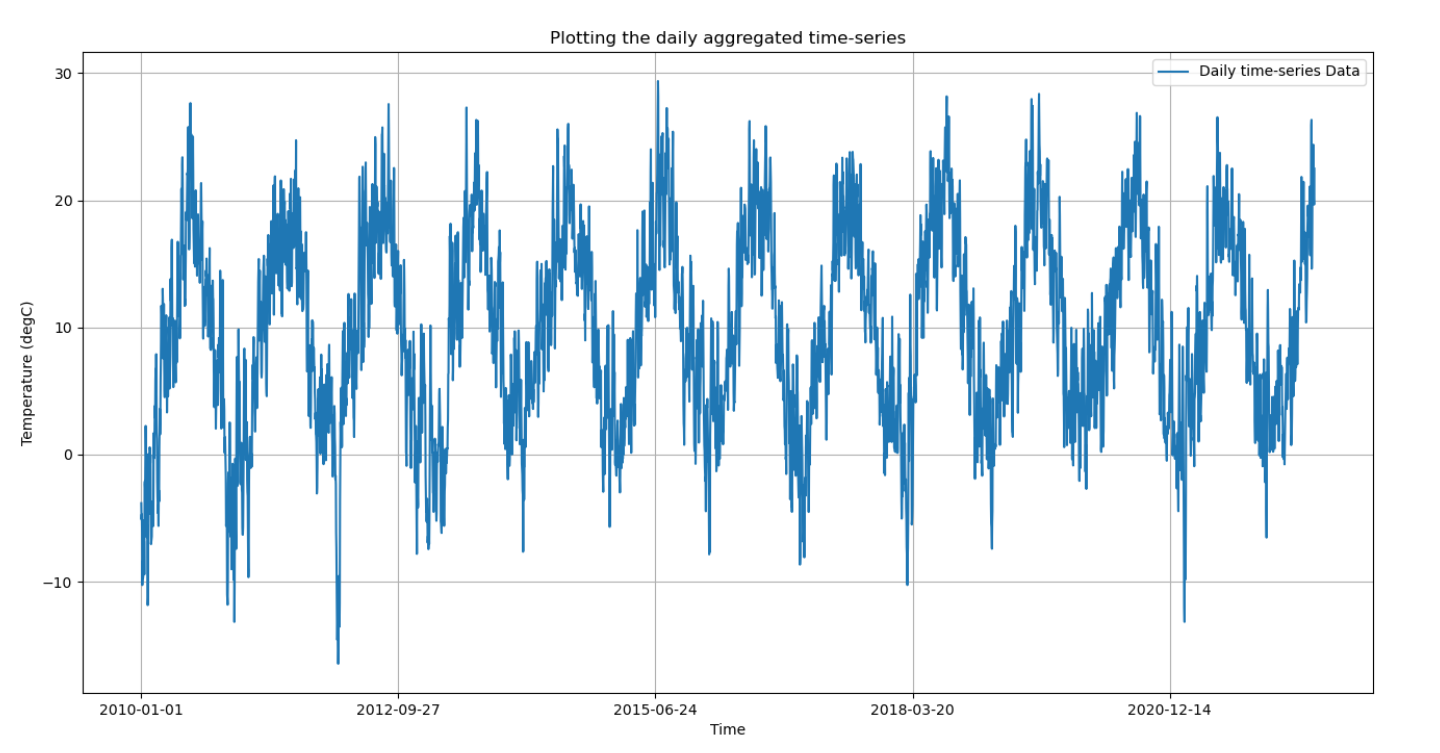 Plotting the daily aggregated time-series
Daily time-series Data
Temperature (degC)
30
20
10
0
−10
2010-01-01
2012-09-27
2015-06-24
2018-03-20
2020-12-14
Time